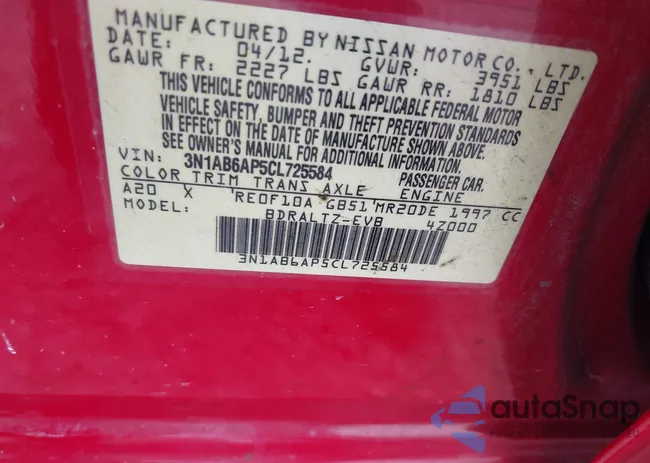 MANUFACTURED BY NISSAN MOTOR CO., LTD.
DATE: 04/12. GVWR: 3951 LBS
GAWR FR: 2227 LBS GAWR RR: 1810 LBS
THIS VEHICLE CONFORMS TO ALL APPLICABLE FEDERAL MOTOR
VEHICLE SAFETY, BUMPER AND THEFT PREVENTION STANDARDS
IN EFFECT ON THE DATE OF MANUFACTURE SHOWN ABOVE.
SEE OWNER'S MANUAL FOR ADDITIONAL INFORMATION.
VIN: 3N1AB6AP5CL725584 PASSENGER CAR.
COLOR TRIM TRANS AXLE ENGINE
A20 X RE0F10A GB51 MR20DE 1997 CC
MODEL: BDRALTZ-EVB 4Z000
3N1AB6AP5CL725584
autoSnap